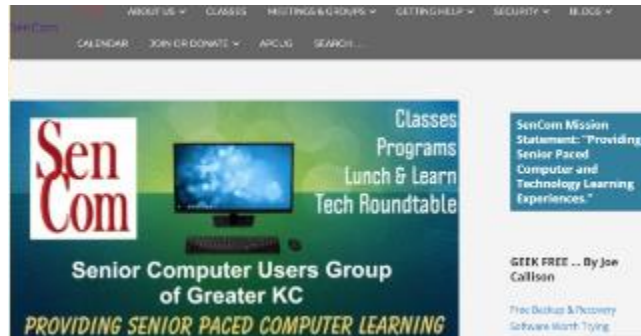 SenCom
ABOUT US CLASSES MEETINGS & GROUPS GETTING HELP SECURITY BLOGS
CALENDAR JOIN OR DONATE APCUG SEARCH ...
Sen
Com
Classes
Programs
Lunch & Learn
Tech Roundtable
Senior Computer Users Group
of Greater KC
PROVIDING SENIOR PACED COMPUTER LEARNING
SenCom Mission
Statement: "Providing
Senior Paced
Computer and
Technology Learning
Experiences."
GEEK FREE ... By Joe
Callison
Free Backup & Recovery
Software Worth Trying